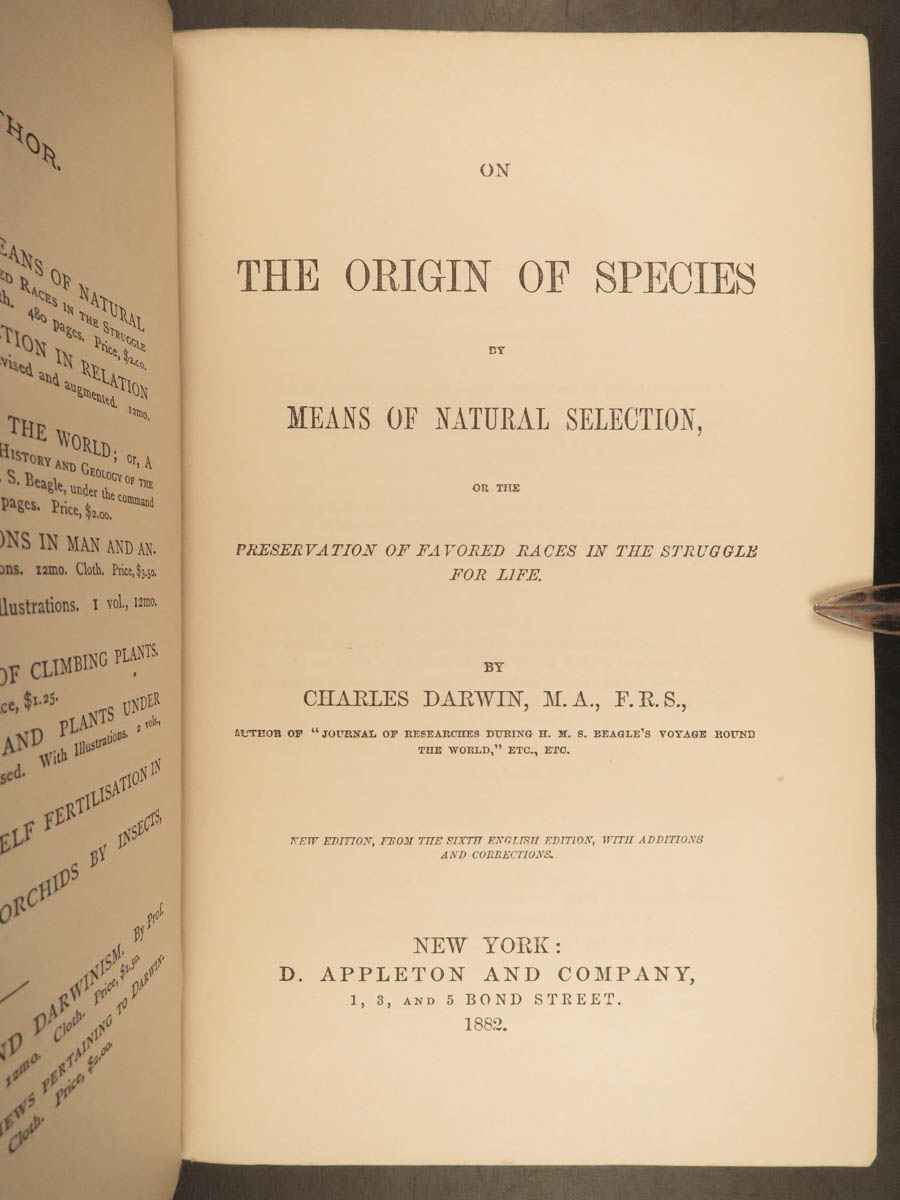 THOR.
EANS OF NATURAL
ED RACES IN THE STRUGGLE
th. 480 pages. Price, $2.00.
TION IN RELATION
vised and augmented. 12mo.
THE WORLD; or, A
HISTORY AND GEOLOGY OF THE
. S. Beagle, under the command
pages. Price, $2.00.
ONS IN MAN AND AN-
ons. 12mo. Cloth. Price, $3.50.
llustrations. 1 vol., 12mo.
OF CLIMBING PLANTS.
ce, $1.25.
AND PLANTS UNDER
sed. With Illustrations. 2 vols.,
ELF FERTILISATION IN
ORCHIDS BY INSECTS,
ND DARWINISM. By Prof.
12mo. Cloth. Price, $1.50.
IEWS PERTAINING TO DARWIN.
Cloth. Price, $2.00.
ON
THE ORIGIN OF SPECIES
BY
MEANS OF NATURAL SELECTION,
OR THE
PRESERVATION OF FAVORED RACES IN THE STRUGGLE
FOR LIFE.
BY
CHARLES DARWIN, M.A., F.R.S.,
AUTHOR OF “JOURNAL OF RESEARCHES DURING H. M. S. BEAGLE’S VOYAGE ROUND
THE WORLD,” ETC., ETC.
NEW EDITION, FROM THE SIXTH ENGLISH EDITION, WITH ADDITIONS
AND CORRECTIONS.
NEW YORK:
D. APPLETON AND COMPANY,
1, 3, AND 5 BOND STREET.
1882.